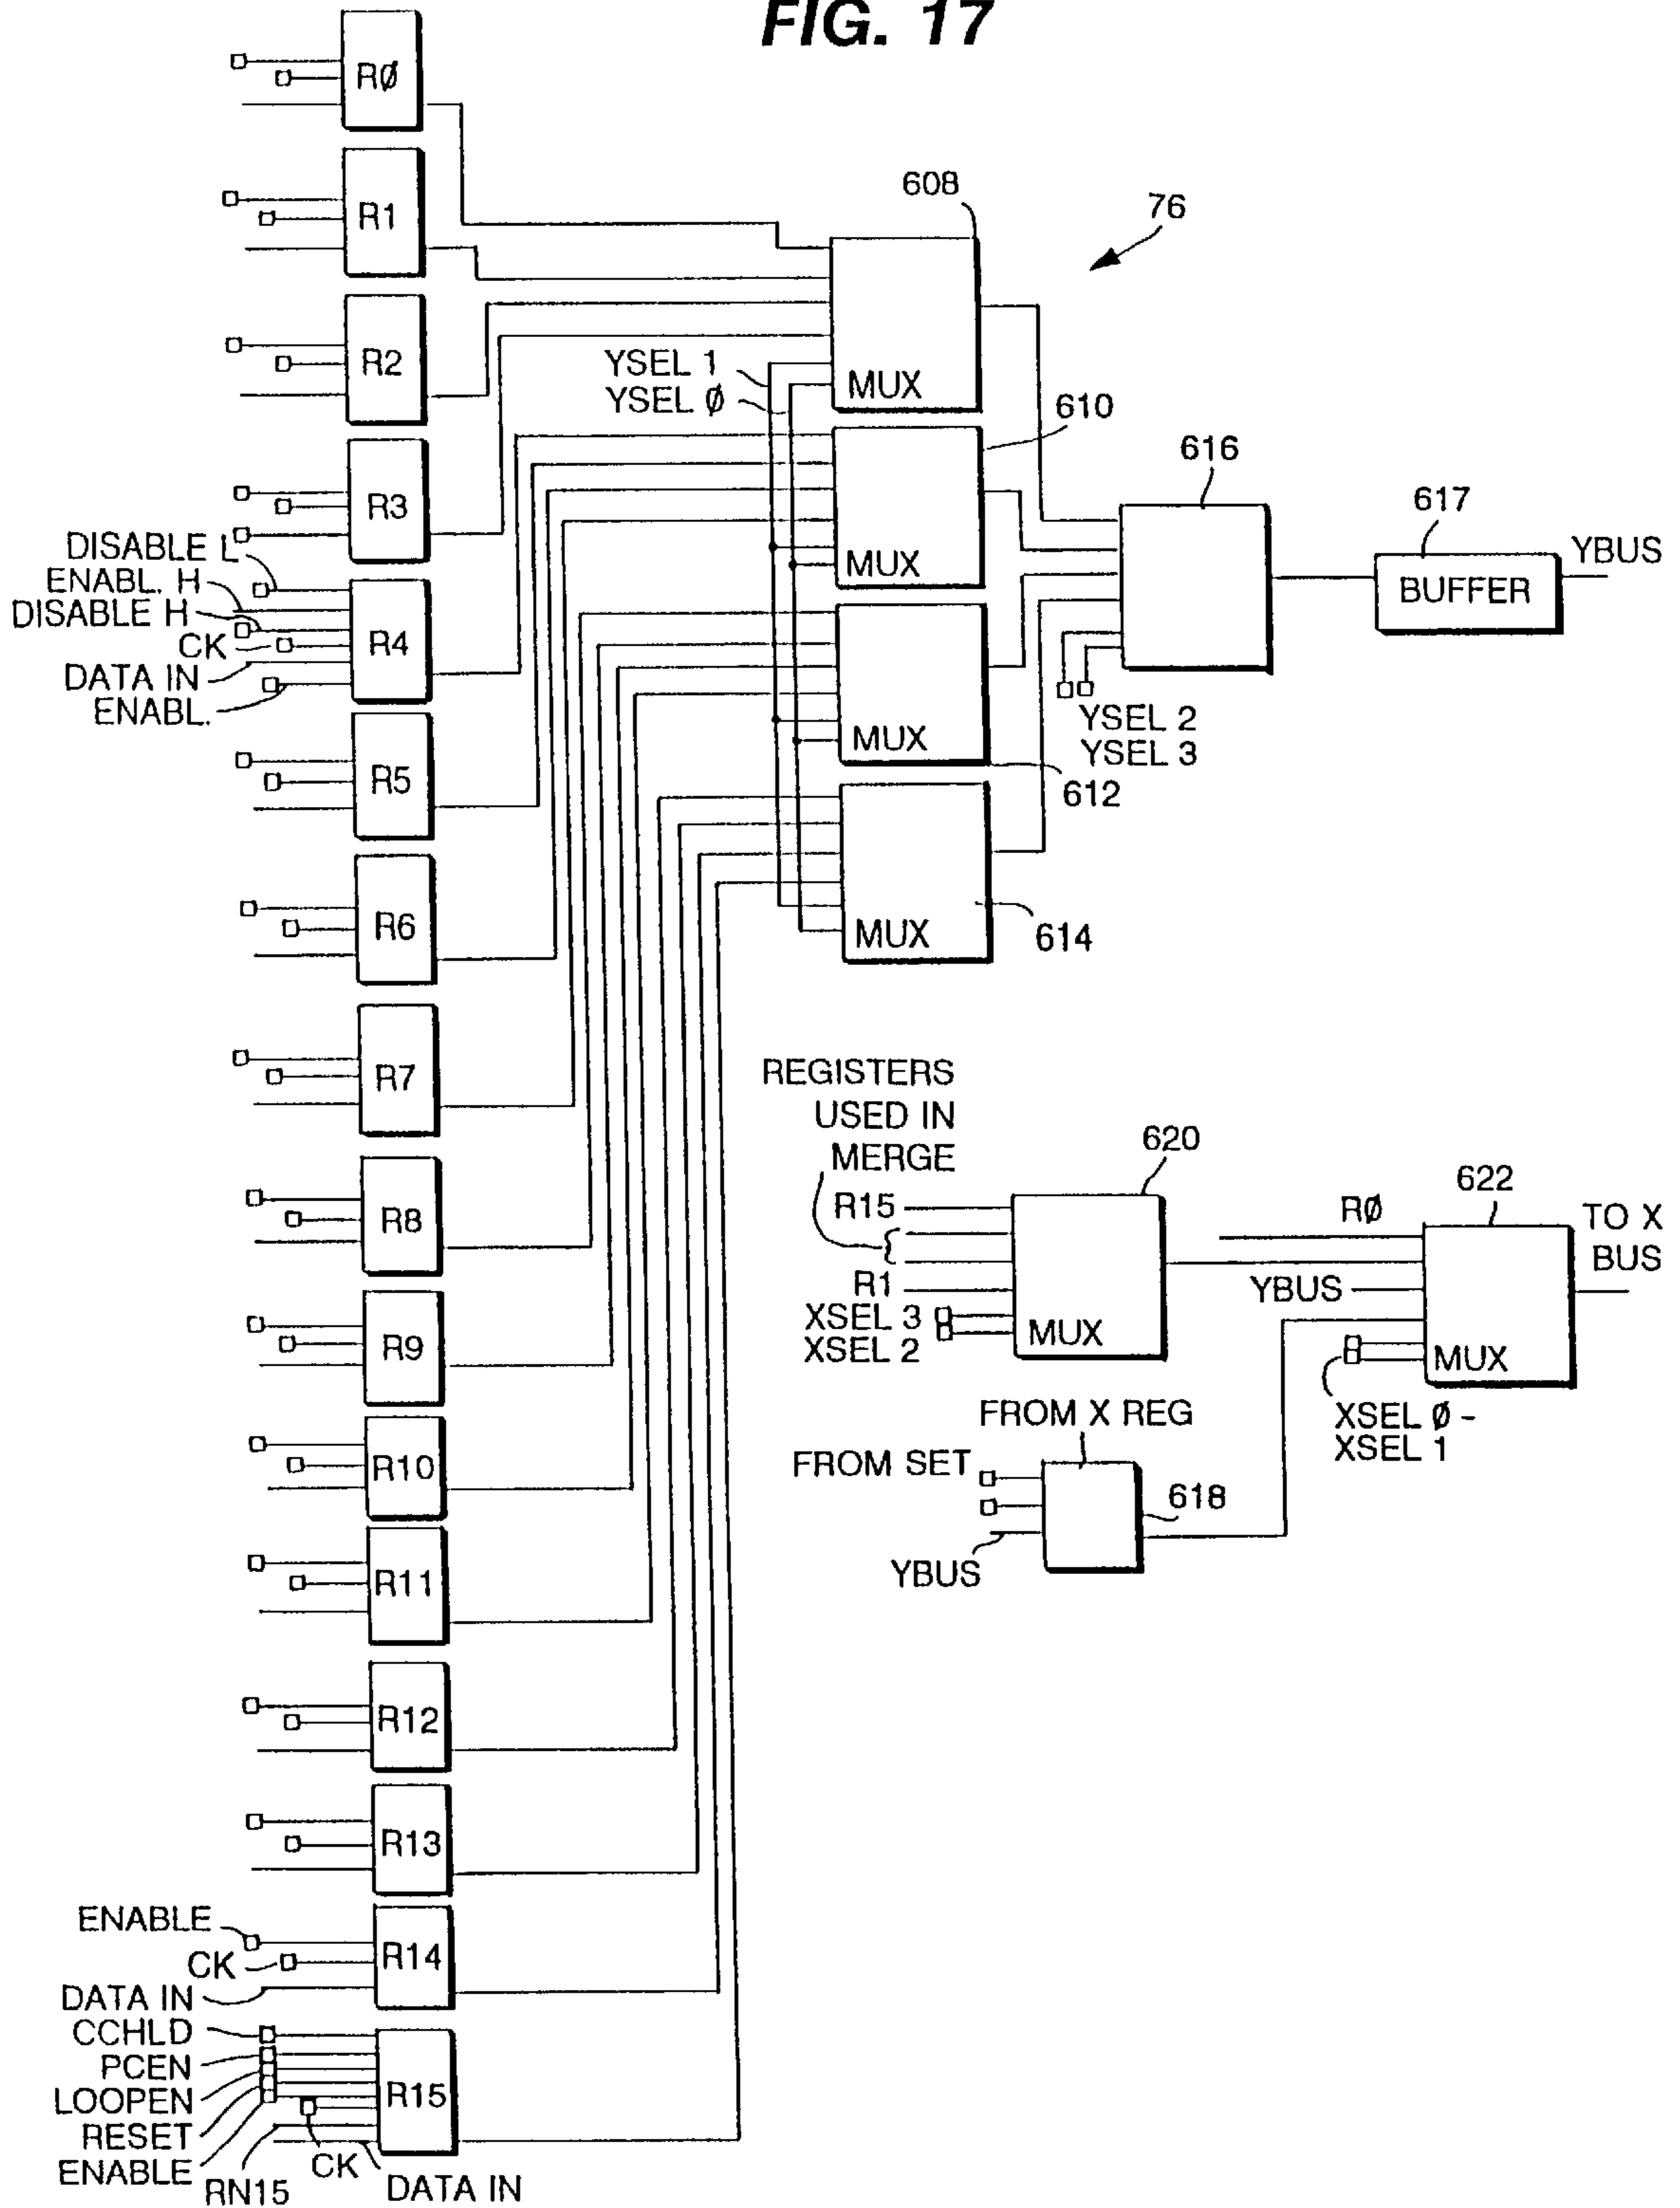 FIG. 17
RØ
R1
R2
R3
DISABLE L
ENABL. H
DISABLE H
CK
DATA IN
ENABL.
R4
R5
R6
R7
R8
R9
R10
R11
R12
R13
ENABLE
CK
DATA IN
R14
CCHLD
PCEN
LOOPEN
RESET
ENABLE
RN15
CK
DATA IN
R15
608
76
YSEL 1
YSEL Ø
MUX
610
MUX
612
MUX
614
MUX
616
YSEL 2
YSEL 3
617
BUFFER
YBUS
REGISTERS
USED IN
MERGE
R15
R1
XSEL 3
XSEL 2
620
MUX
RØ
YBUS
622
MUX
TO X
BUS
XSEL Ø -
XSEL 1
FROM X REG
FROM SET
618
YBUS